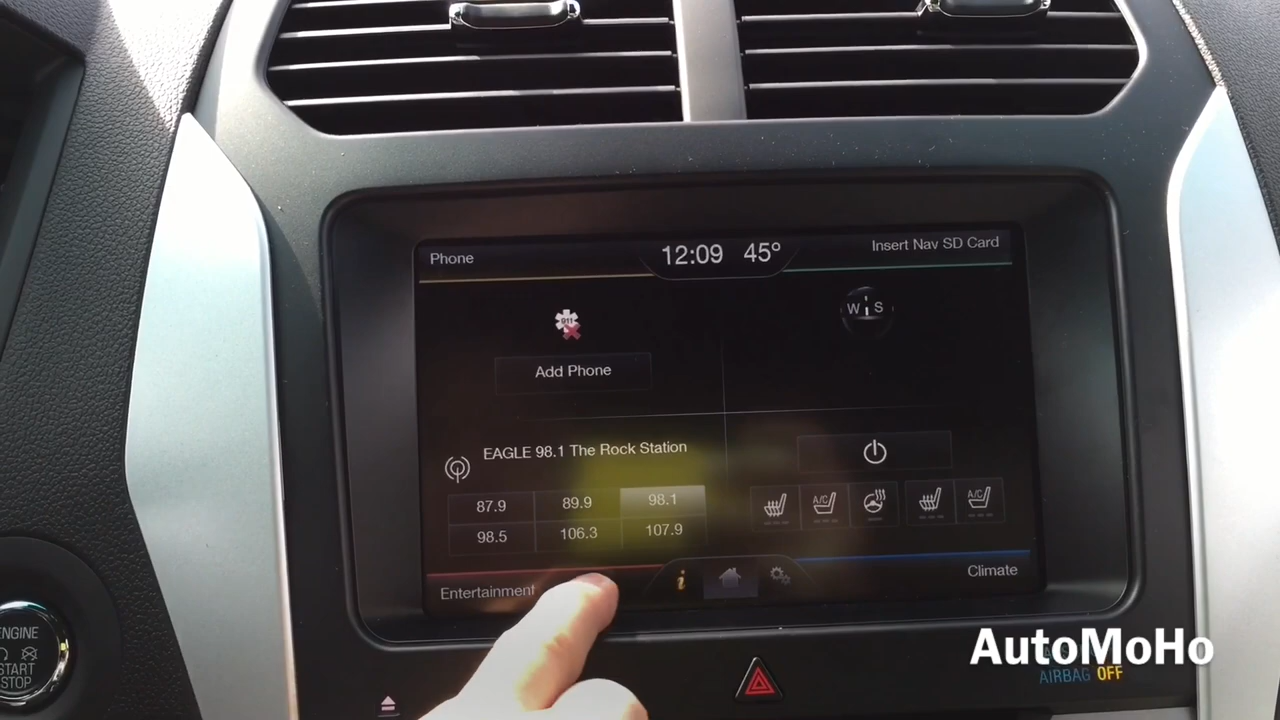 Phone
12:09 45°
Insert Nav SD Card
911
W S
Add Phone
EAGLE 98.1 The Rock Station
87.9 89.9 98.1
98.5 106.3 107.9
A/C A/C
Entertainment
i
Climate
ENGINE
START
STOP
AutoMoHo
AIRBAG OFF